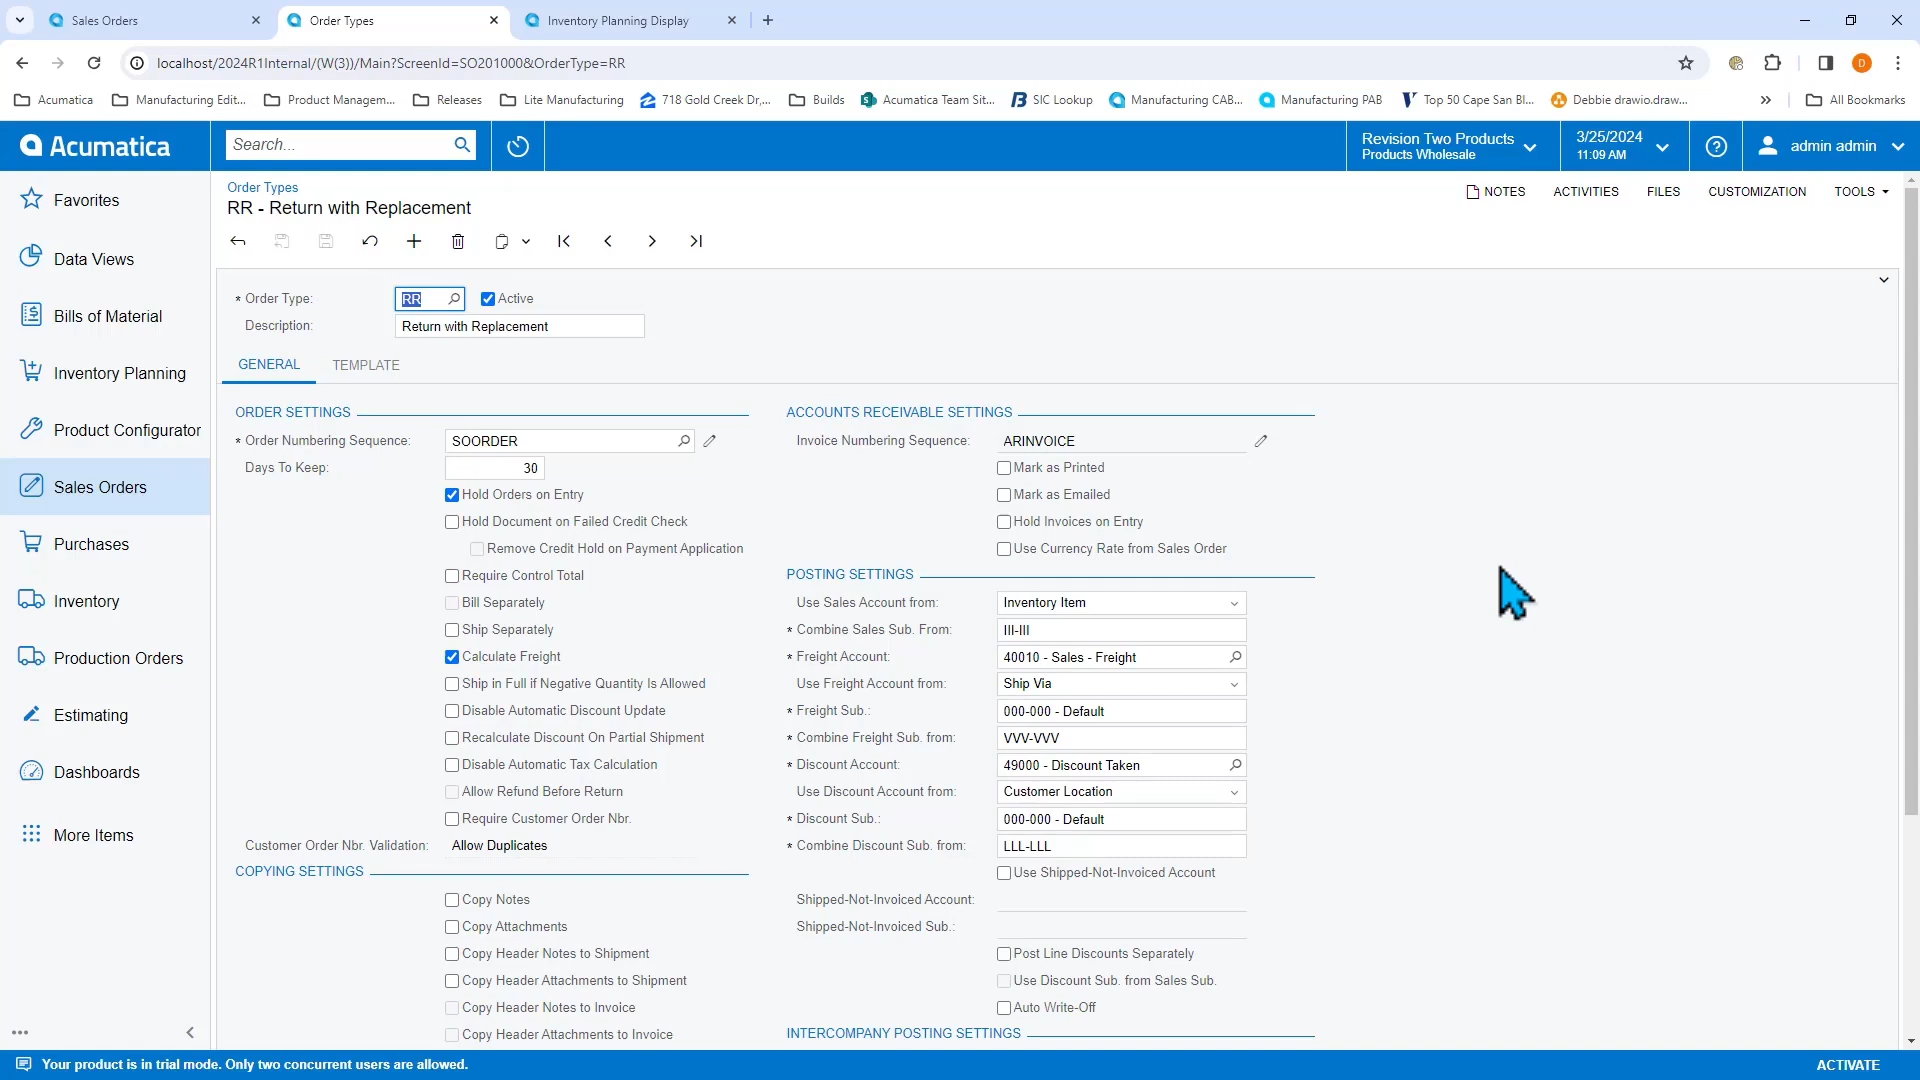 Sales Orders
Order Types
Inventory Planning Display
localhost/2024R1Internal/(W(3))/Main?ScreenId=SO201000&OrderType=RR
D
Acumatica
Manufacturing Edit...
Product Managem...
Releases
Lite Manufacturing
718 Gold Creek Dr,...
Builds
Acumatica Team Sit...
SIC Lookup
Manufacturing CAB...
Manufacturing PAB
Top 50 Cape San Bl...
Debbie drawio.draw...
»
All Bookmarks
Acumatica
Search...
Revision Two Products
Products Wholesale
3/25/2024
11:09 AM
admin admin
Favorites
Data Views
Bills of Material
Inventory Planning
Product Configurator
Sales Orders
Purchases
Inventory
Production Orders
Estimating
Dashboards
More Items
Order Types
RR - Return with Replacement
NOTES
ACTIVITIES
FILES
CUSTOMIZATION
TOOLS
* Order Type: RR
Active
Description: Return with Replacement
GENERAL
TEMPLATE
ORDER SETTINGS
* Order Numbering Sequence: SOORDER
Days To Keep: 30
Hold Orders on Entry
Hold Document on Failed Credit Check
Remove Credit Hold on Payment Application
Require Control Total
Bill Separately
Ship Separately
Calculate Freight
Ship in Full if Negative Quantity Is Allowed
Disable Automatic Discount Update
Recalculate Discount On Partial Shipment
Disable Automatic Tax Calculation
Allow Refund Before Return
Require Customer Order Nbr.
Customer Order Nbr. Validation: Allow Duplicates
COPYING SETTINGS
Copy Notes
Copy Attachments
Copy Header Notes to Shipment
Copy Header Attachments to Shipment
Copy Header Notes to Invoice
Copy Header Attachments to Invoice
ACCOUNTS RECEIVABLE SETTINGS
Invoice Numbering Sequence: ARINVOICE
Mark as Printed
Mark as Emailed
Hold Invoices on Entry
Use Currency Rate from Sales Order
POSTING SETTINGS
Use Sales Account from: Inventory Item
* Combine Sales Sub. From: III-III
* Freight Account: 40010 - Sales - Freight
Use Freight Account from: Ship Via
* Freight Sub.: 000-000 - Default
* Combine Freight Sub. from: VVV-VVV
* Discount Account: 49000 - Discount Taken
Use Discount Account from: Customer Location
* Discount Sub.: 000-000 - Default
* Combine Discount Sub. from: LLL-LLL
Use Shipped-Not-Invoiced Account
Shipped-Not-Invoiced Account:
Shipped-Not-Invoiced Sub.:
Post Line Discounts Separately
Use Discount Sub. from Sales Sub.
Auto Write-Off
INTERCOMPANY POSTING SETTINGS
Your product is in trial mode. Only two concurrent users are allowed.
ACTIVATE